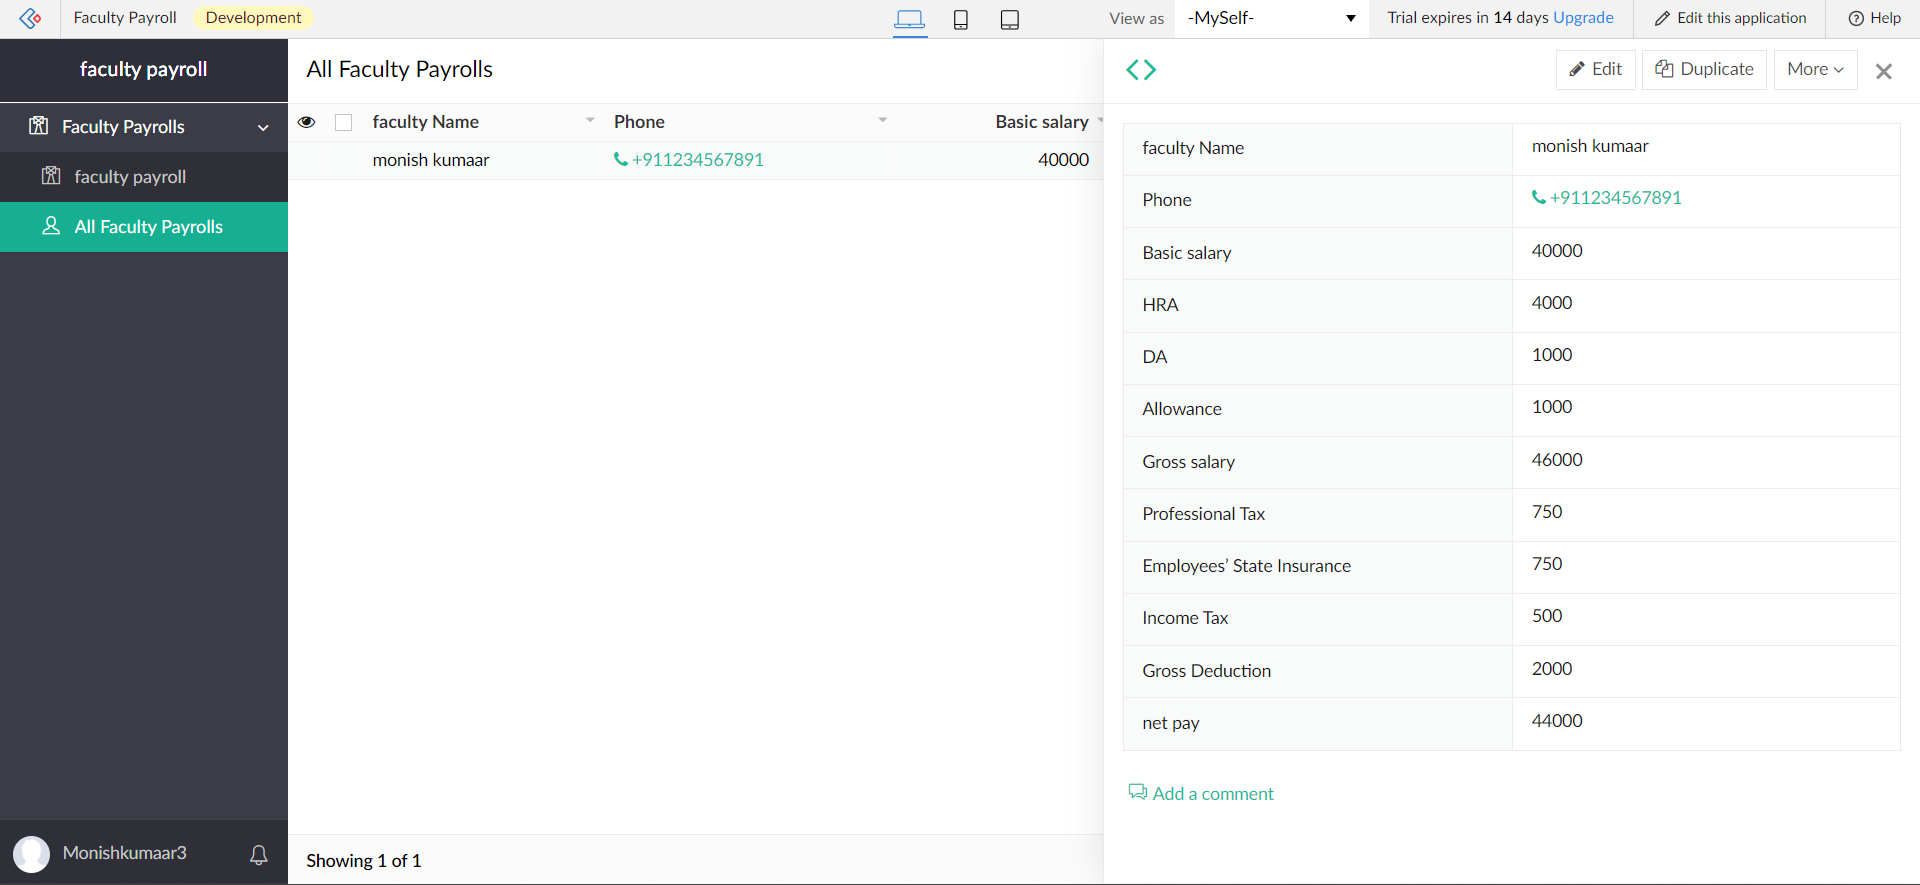 Faculty Payroll Development View as -MySelf- Trial expires in 14 days Upgrade Edit this application Help
faculty payroll
Faculty Payrolls
faculty payroll
All Faculty Payrolls
Monishkumaar3
All Faculty Payrolls
faculty Name Phone Basic salary
monish kumaar +911234567891 40000
Showing 1 of 1
Edit Duplicate More
faculty Name monish kumaar
Phone +911234567891
Basic salary 40000
HRA 4000
DA 1000
Allowance 1000
Gross salary 46000
Professional Tax 750
Employees’ State Insurance 750
Income Tax 500
Gross Deduction 2000
net pay 44000
Add a comment